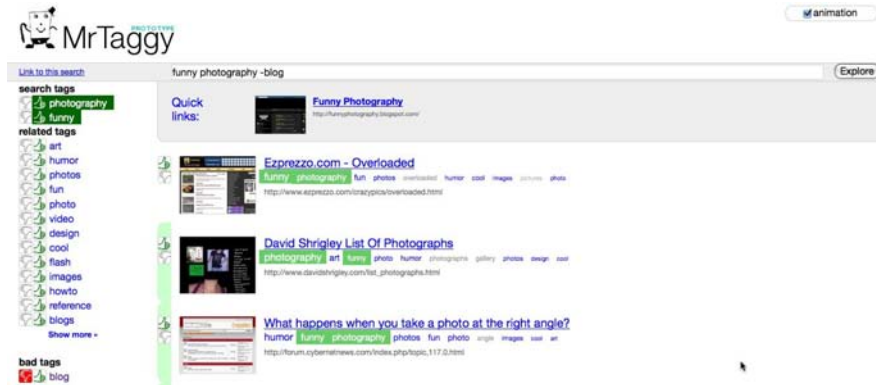 animation
PROTOTYPE
MrTaggy
Link to this search
funny photography -blog
Explore
search tags
photography
funny
related tags
art
humor
photos
fun
photo
video
design
cool
flash
images
howto
reference
blogs
Show more »
bad tags
blog
Quick links:
Funny Photography
http://funnyphotography.blogspot.com/
Ezprezzo.com - Overloaded
funny photography fun photos overloaded humor cool images pictures photo
http://www.ezprezzo.com/crazypics/overloaded.html
David Shrigley List Of Photographs
photography art funny photo humor photographs gallery photos design cool
http://www.davidshrigley.com/list_photographs.html
What happens when you take a photo at the right angle?
humor funny photography photos fun photo angle images cool art
http://forum.cybernetnews.com/index.php/topic,117.0.html